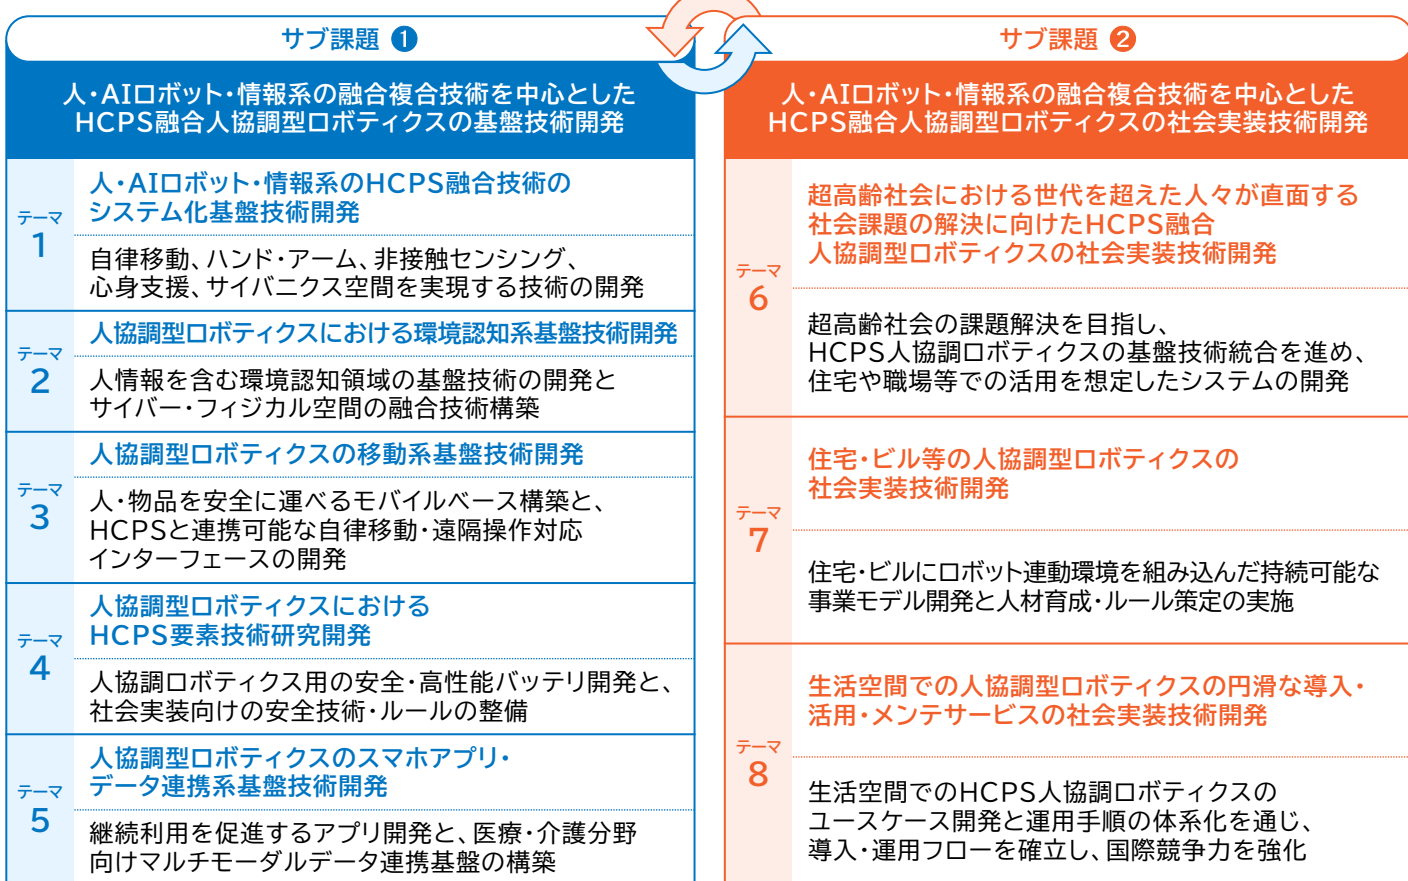 サブ課題 ❶
人・AIロボット・情報系の融合複合技術を中心とした
HCPS融合人協調型ロボティクスの基盤技術開発
テーマ
1
人・AIロボット・情報系のHCPS融合技術の
システム化基盤技術開発
自律移動、ハンド・アーム、非接触センシング、
心身支援、サイバニクス空間を実現する技術の開発
テーマ
2
人協調型ロボティクスにおける環境認知系基盤技術開発
人情報を含む環境認知領域の基盤技術の開発と
サイバー・フィジカル空間の融合技術構築
テーマ
3
人協調型ロボティクスの移動系基盤技術開発
人・物品を安全に運べるモバイルベース構築と、
HCPSと連携可能な自律移動・遠隔操作対応
インターフェースの開発
テーマ
4
人協調型ロボティクスにおける
HCPS要素技術研究開発
人協調ロボティクス用の安全・高性能バッテリ開発と、
社会実装向けの安全技術・ルールの整備
テーマ
5
人協調型ロボティクスのスマホアプリ・
データ連携系基盤技術開発
継続利用を促進するアプリ開発と、医療・介護分野
向けマルチモーダルデータ連携基盤の構築
サブ課題 ❷
人・AIロボット・情報系の融合複合技術を中心とした
HCPS融合人協調型ロボティクスの社会実装技術開発
テーマ
6
超高齢社会における世代を超えた人々が直面する
社会課題の解決に向けたHCPS融合
人協調型ロボティクスの社会実装技術開発
超高齢社会の課題解決を目指し、
HCPS人協調ロボティクスの基盤技術統合を進め、
住宅や職場等での活用を想定したシステムの開発
テーマ
7
住宅・ビル等の人協調型ロボティクスの
社会実装技術開発
住宅・ビルにロボット連動環境を組み込んだ持続可能な
事業モデル開発と人材育成・ルール策定の実施
テーマ
8
生活空間での人協調型ロボティクスの円滑な導入・
活用・メンテサービスの社会実装技術開発
生活空間でのHCPS人協調ロボティクスの
ユースケース開発と運用手順の体系化を通じ、
導入・運用フローを確立し、国際競争力を強化